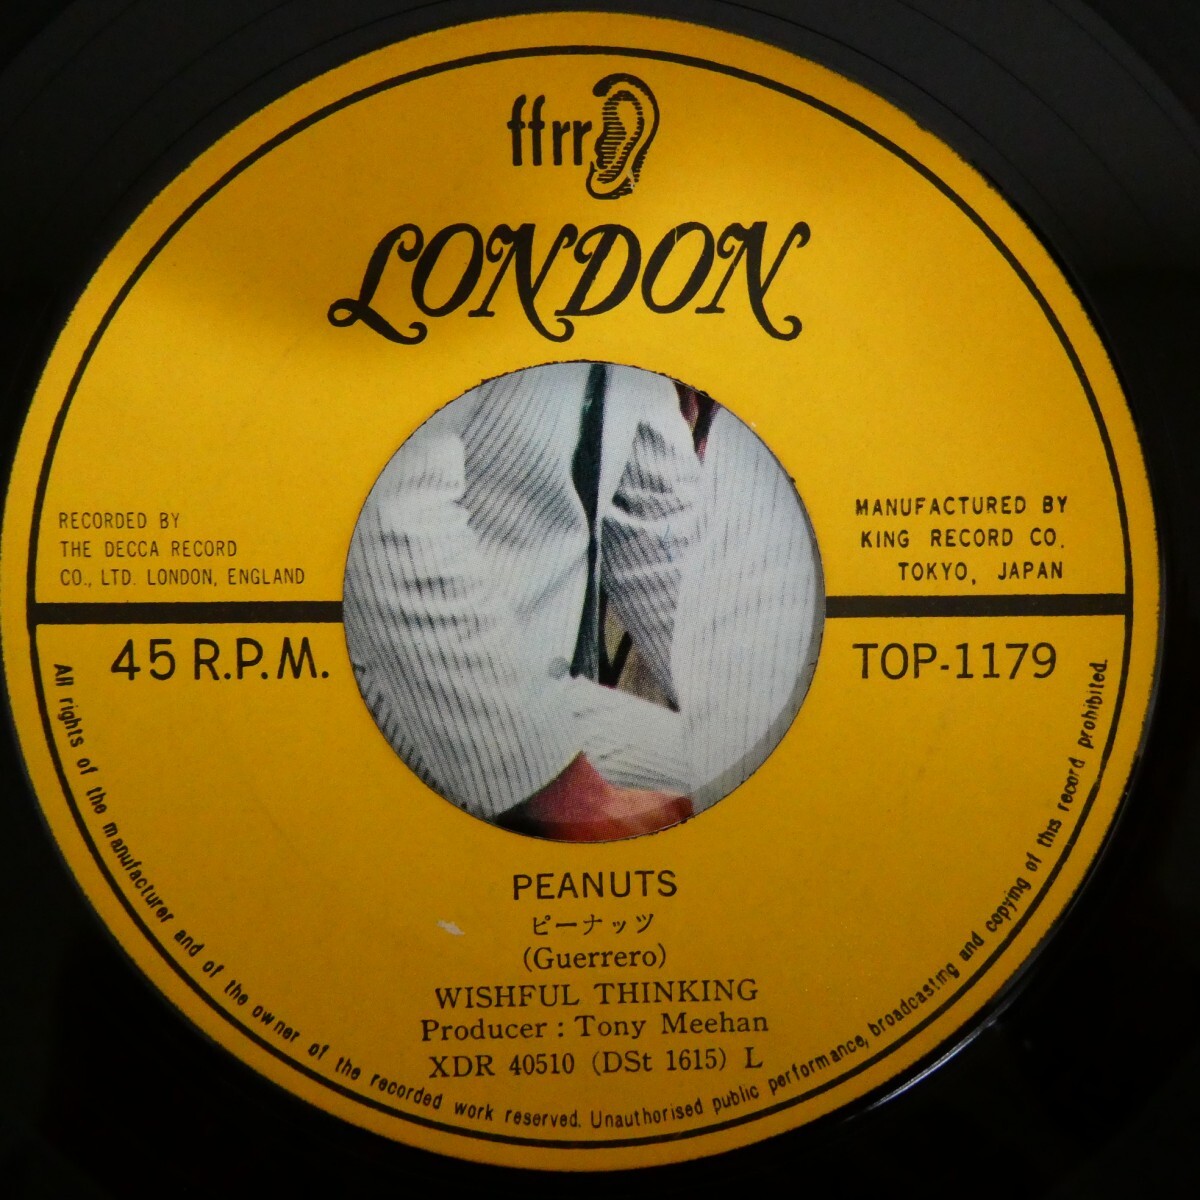 ffrr
LONDON
RECORDED BY
THE DECCA RECORD
CO., LTD. LONDON, ENGLAND
MANUFACTURED BY
KING RECORD CO.
TOKYO, JAPAN
45 R.P.M.
TOP-1179
PEANUTS
ピーナッツ
(Guerrero)
WISHFUL THINKING
Producer : Tony Meehan
XDR 40510 (DSt 1615) L
All rights of the manufacturer and of the owner of the recorded work reserved. Unauthorised public performance, broadcasting and copying of this record prohibited.